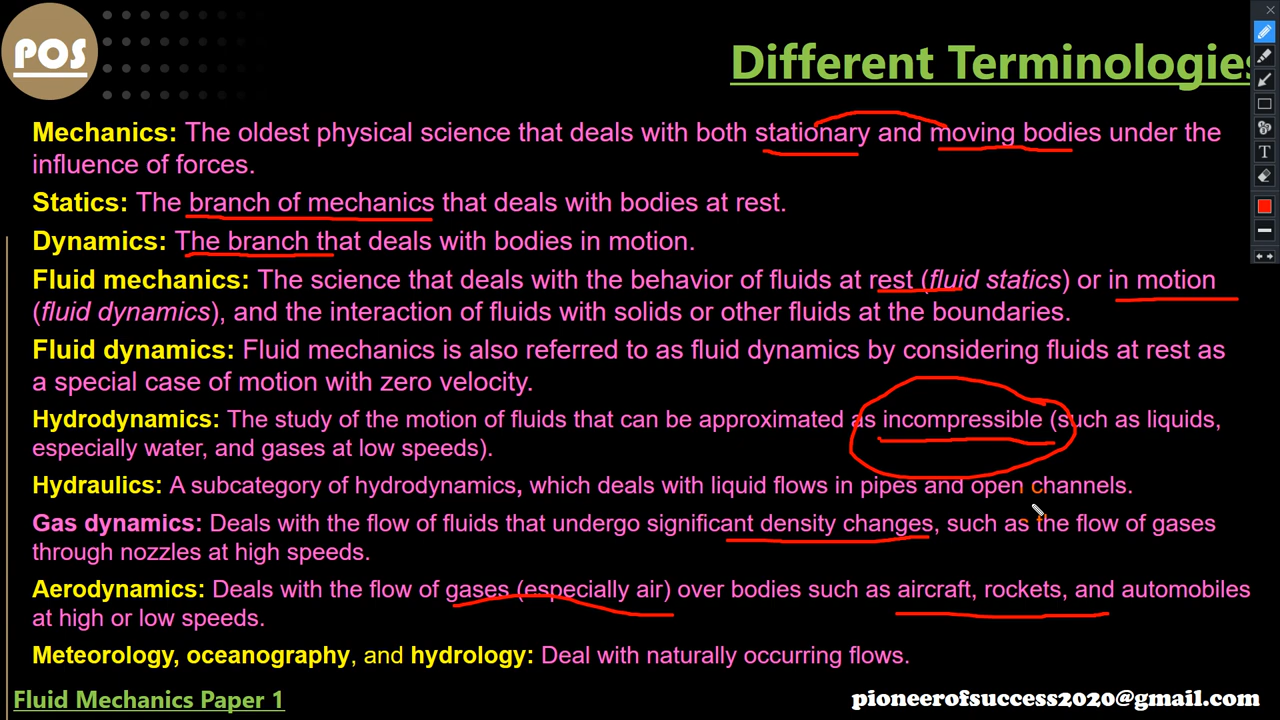 POS
Different Terminologies
Mechanics: The oldest physical science that deals with both stationary and moving bodies under the
influence of forces.
Statics: The branch of mechanics that deals with bodies at rest.
Dynamics: The branch that deals with bodies in motion.
Fluid mechanics: The science that deals with the behavior of fluids at rest (fluid statics) or in motion
(fluid dynamics), and the interaction of fluids with solids or other fluids at the boundaries.
Fluid dynamics: Fluid mechanics is also referred to as fluid dynamics by considering fluids at rest as
a special case of motion with zero velocity.
Hydrodynamics: The study of the motion of fluids that can be approximated as incompressible (such as liquids,
especially water, and gases at low speeds).
Hydraulics: A subcategory of hydrodynamics, which deals with liquid flows in pipes and open channels.
Gas dynamics: Deals with the flow of fluids that undergo significant density changes, such as the flow of gases
through nozzles at high speeds.
Aerodynamics: Deals with the flow of gases (especially air) over bodies such as aircraft, rockets, and automobiles
at high or low speeds.
Meteorology, oceanography, and hydrology: Deal with naturally occurring flows.
Fluid Mechanics Paper 1
pioneerofsuccess2020@gmail.com